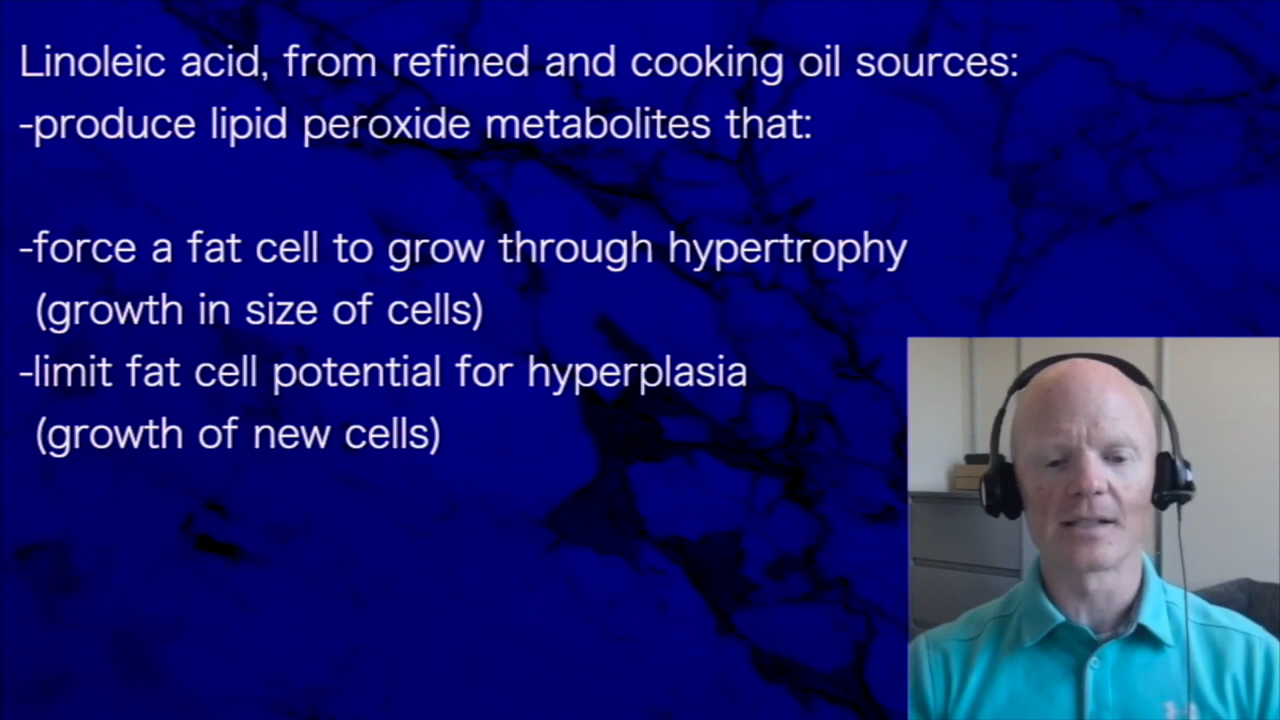 Linoleic acid, from refined and cooking oil sources:
-produce lipid peroxide metabolites that:
-force a fat cell to grow through hypertrophy
(growth in size of cells)
-limit fat cell potential for hyperplasia
(growth of new cells)